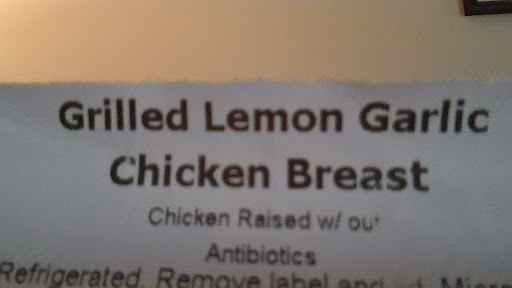 Grilled Lemon Garlic
Chicken Breast
Chicken Raised w/ out
Antibiotics
Refrigerated. Remove label and